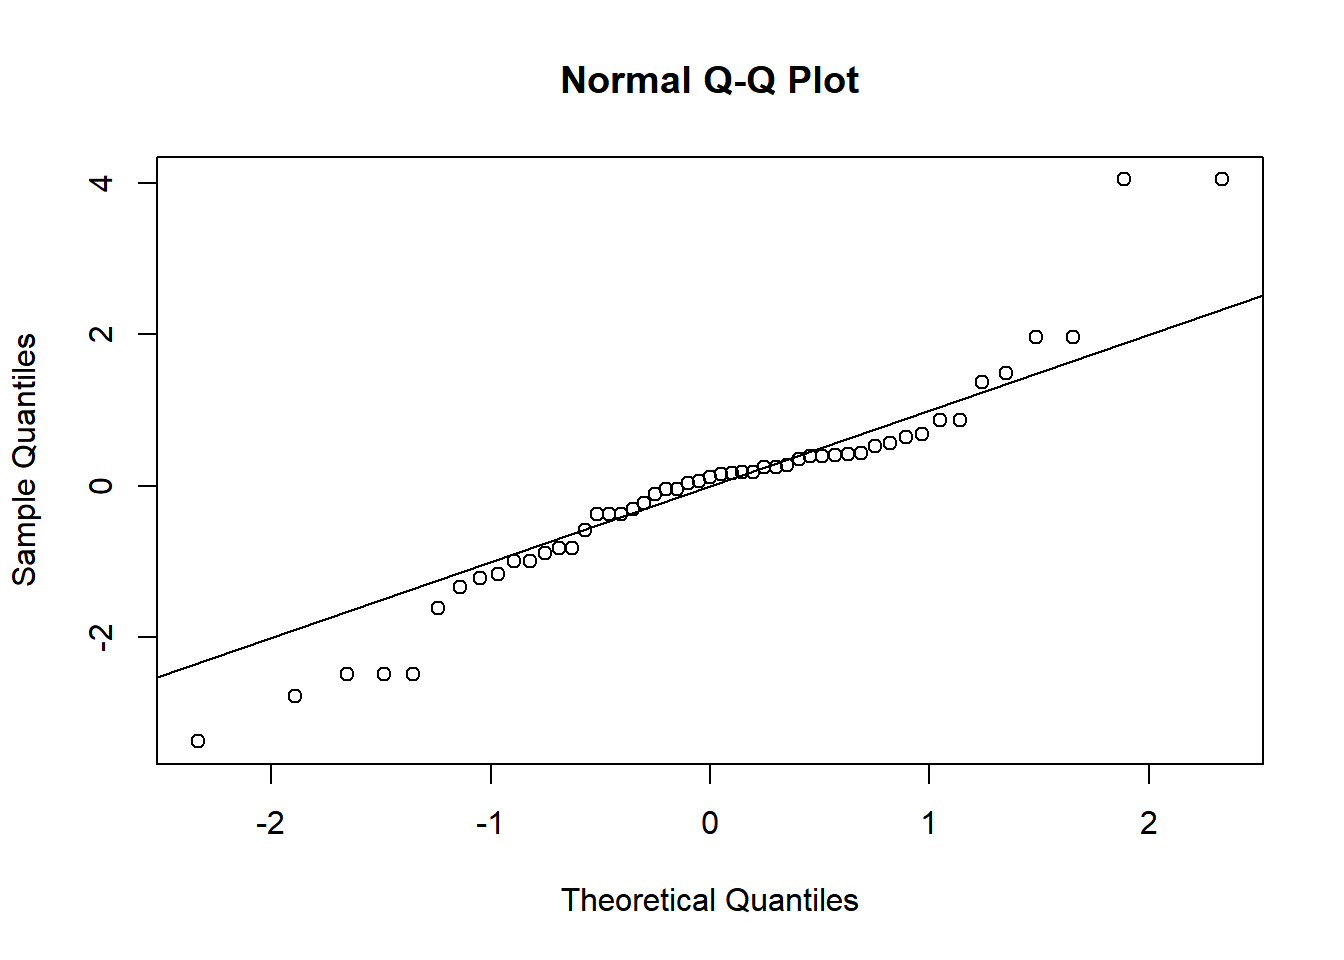 Normal Q-Q Plot
Sample Quantiles
4
2
0
-2
-2 -1 0 1 2
Theoretical Quantiles